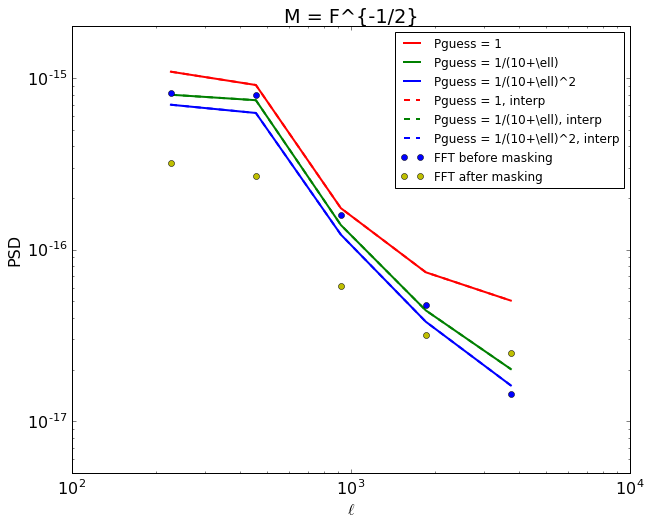 M = F^{-1/2}
Pguess = 1
Pguess = 1/(10+\ell)
Pguess = 1/(10+\ell)^2
Pguess = 1, interp
Pguess = 1/(10+\ell), interp
Pguess = 1/(10+\ell)^2, interp
FFT before masking
FFT after masking
PSD
10^-15
10^-16
10^-17
10^2
10^3
10^4
ℓ